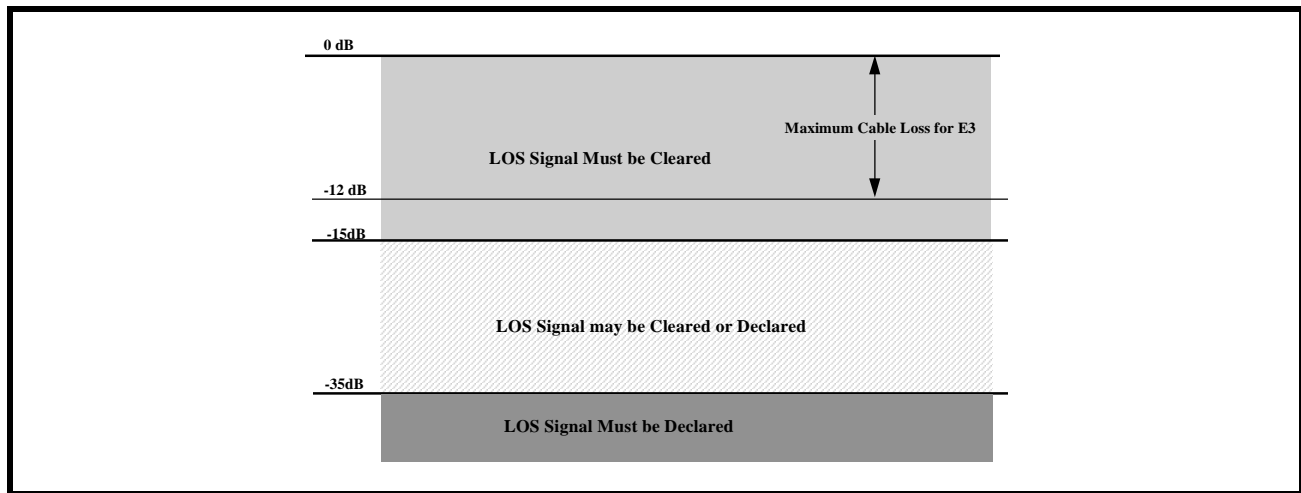 0 dB
Maximum Cable Loss for E3
LOS Signal Must be Cleared
-12 dB
-15dB
LOS Signal may be Cleared or Declared
-35dB
LOS Signal Must be Declared